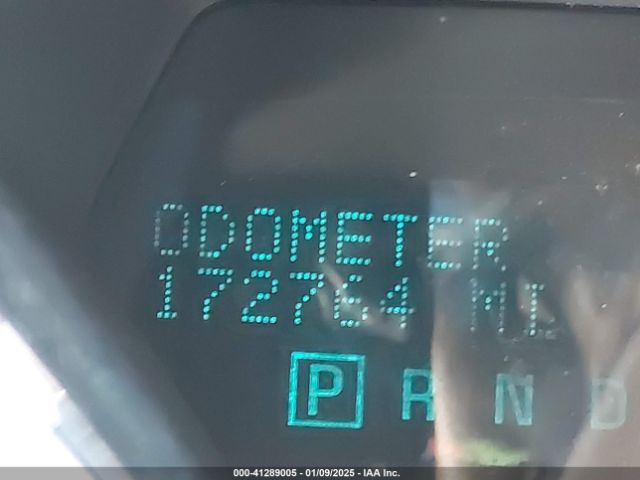 ODOMETER
172764 MI
P R N D
000-41289005 - 01/09/2025 - IAA Inc.